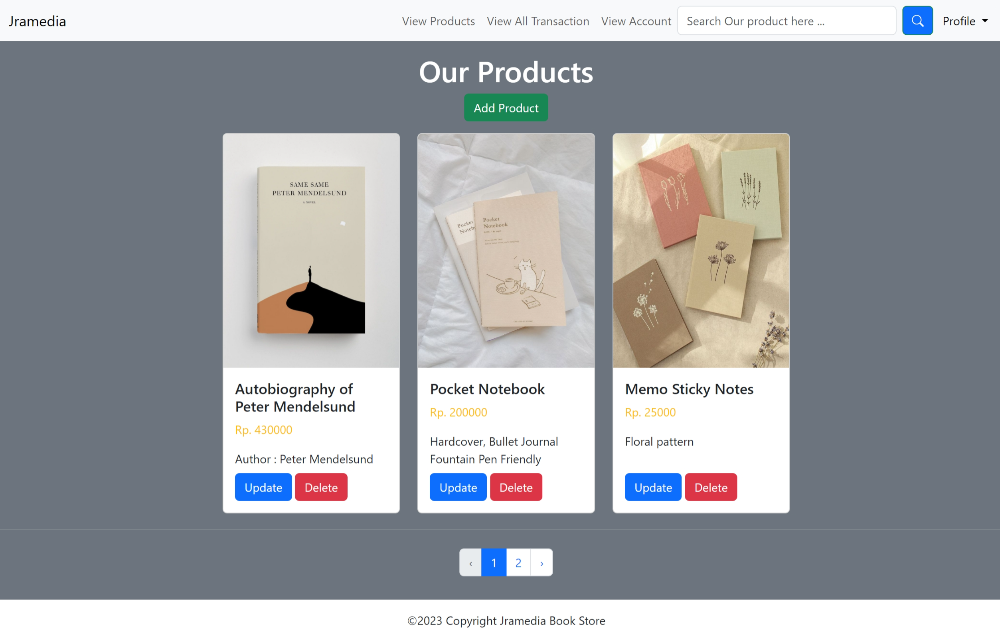 Jramedia
View Products View All Transaction View Account Search Our product here ... Profile
Our Products
Add Product
SAME SAME
PETER MENDELSUND
A NOVEL
Pocket
Pocket
Notebook
Autobiography of
Peter Mendelsund
Rp. 430000
Author : Peter Mendelsund
Update Delete
Pocket Notebook
Rp. 200000
Hardcover, Bullet Journal
Fountain Pen Friendly
Update Delete
Memo Sticky Notes
Rp. 25000
Floral pattern
Update Delete
‹ 1 2 ›
©2023 Copyright Jramedia Book Store